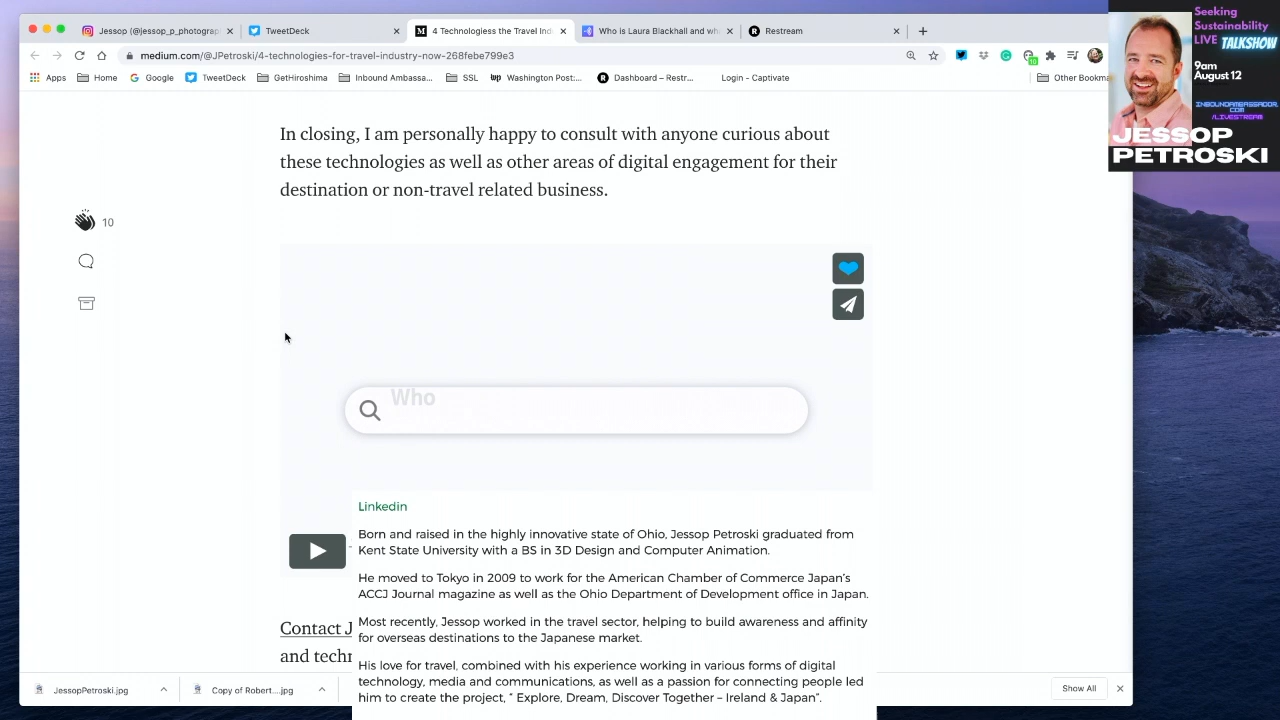 Jessop (@jessop_p_photograp
TweetDeck
Who is Laura Blackhall and wh
Restream
medium.com/@JPetroski/4-technologies-for-travel-industry-now-268febe719e3
Apps
Home
Google
TweetDeck
GetHiroshima
Inbound Ambassa...
SSL
Washington Post:...
Dashboard – Restr...
Login - Captivate
Other Bookma
Seeking
Sustainability
LIVE TALKSHOW
9am
August 12
INBOUNDAMBASSADOR.
COM
/LIVESTREAM
JESSOP
PETROSKI
In closing, I am personally happy to consult with anyone curious about
these technologies as well as other areas of digital engagement for their
destination or non-travel related business.
10
Who
Linkedin
Born and raised in the highly innovative state of Ohio, Jessop Petroski graduated from
Kent State University with a BS in 3D Design and Computer Animation.
He moved to Tokyo in 2009 to work for the American Chamber of Commerce Japan's
ACCJ Journal magazine as well as the Ohio Department of Development office in Japan.
Most recently, Jessop worked in the travel sector, helping to build awareness and affinity
for overseas destinations to the Japanese market.
His love for travel, combined with his experience working in various forms of digital
technology, media and communications, as well as a passion for connecting people led
him to create the project, “ Explore, Dream, Discover Together – Ireland & Japan”.
Contact J
and techn
JessopPetroski.jpg
Copy of Robert....jpg
Show All